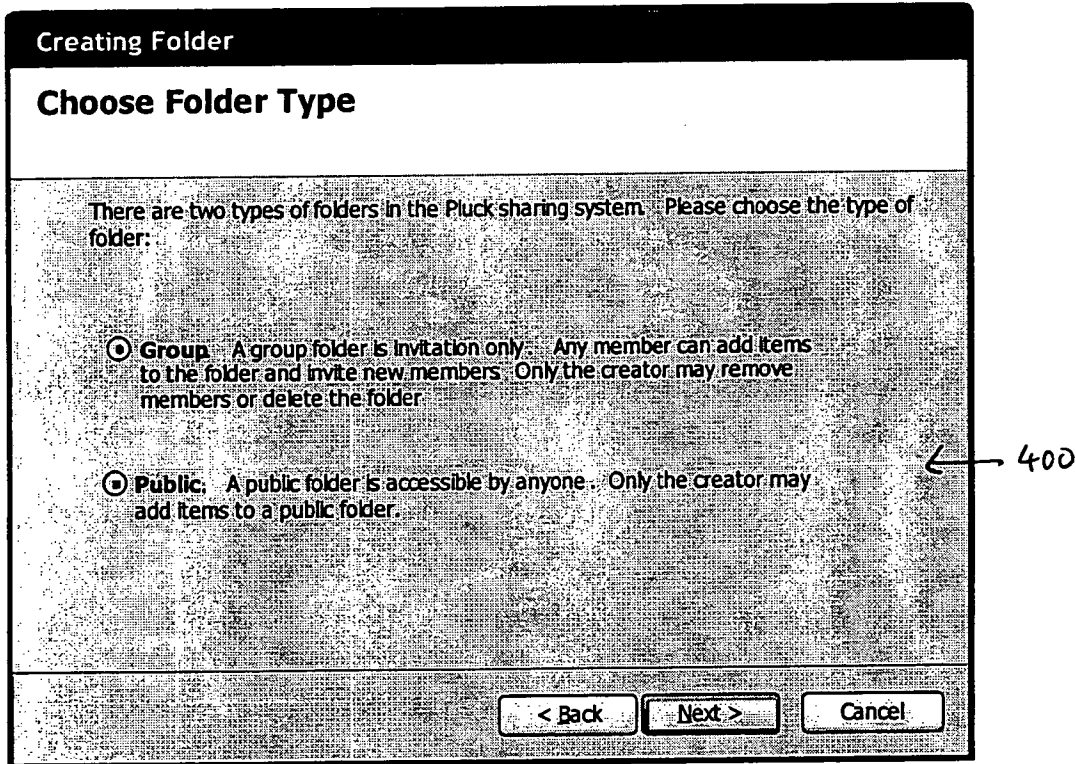 Creating Folder
Choose Folder Type
There are two types of folders in the Pluck sharing system. Please choose the type of
folder:
Group. A group folder is invitation only. Any member can add items
to the folder and invite new members. Only the creator may remove
members or delete the folder.
400
Public. A public folder is accessible by anyone. Only the creator may
add items to a public folder.
< Back Next > Cancel